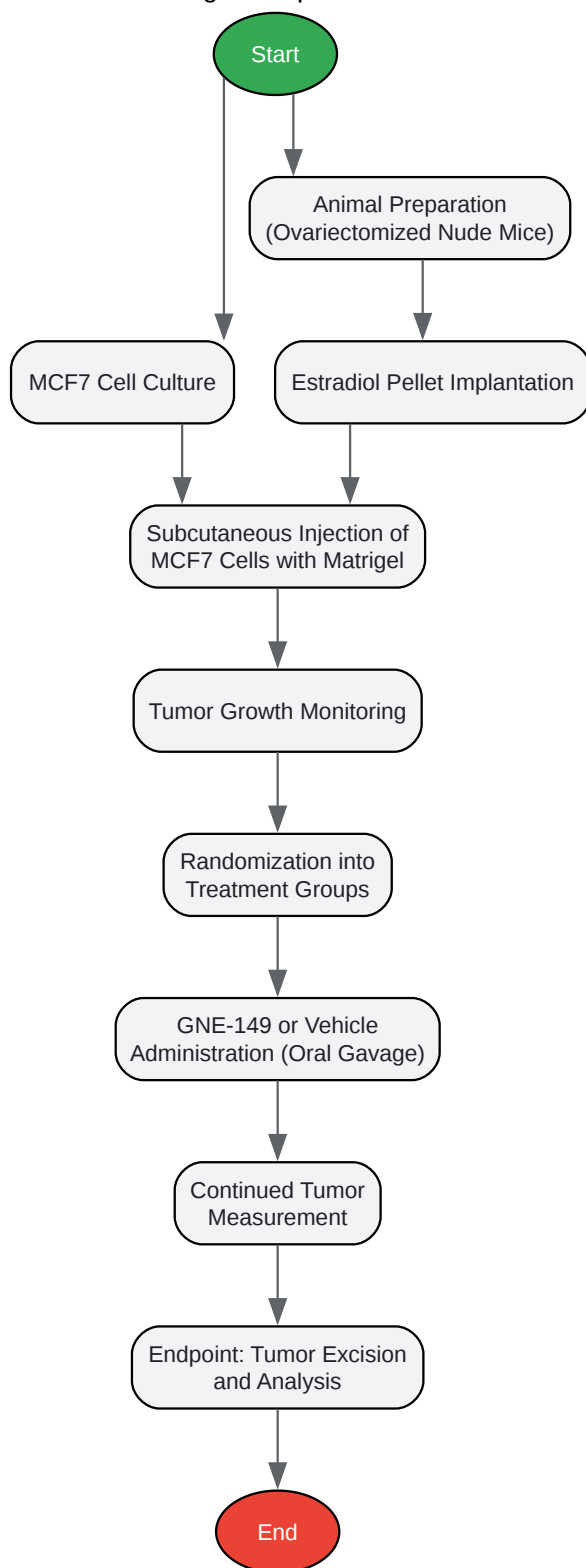 Start
Animal Preparation
(Ovariectomized Nude Mice)
MCF7 Cell Culture
Estradiol Pellet Implantation
Subcutaneous Injection of
MCF7 Cells with Matrigel
Tumor Growth Monitoring
Randomization into
Treatment Groups
GNE-149 or Vehicle
Administration (Oral Gavage)
Continued Tumor
Measurement
Endpoint: Tumor Excision
and Analysis
End